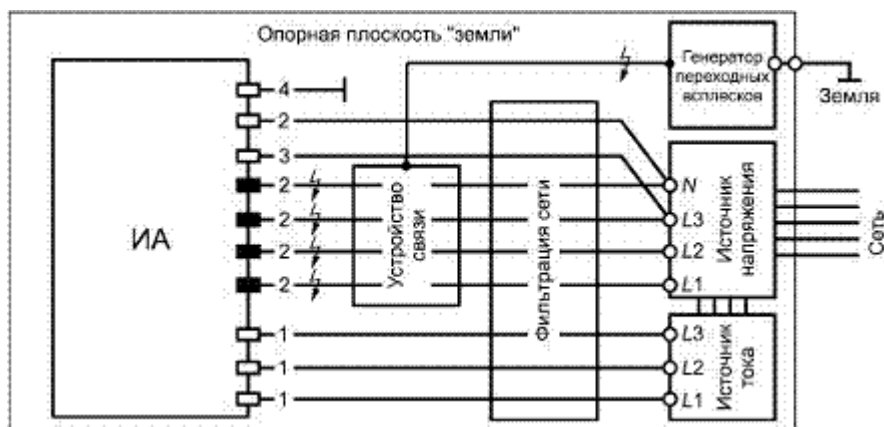 Опорная плоскость "земли"
Генератор
переходных
всплесков
Земля
4
2
3
2
2
2
2
1
1
1
ИА
Устройство
связи
Фильтрация сети
N
L3
L2
L1
Источник
напряжения
Сеть
L3
L2
L1
Источник
тока